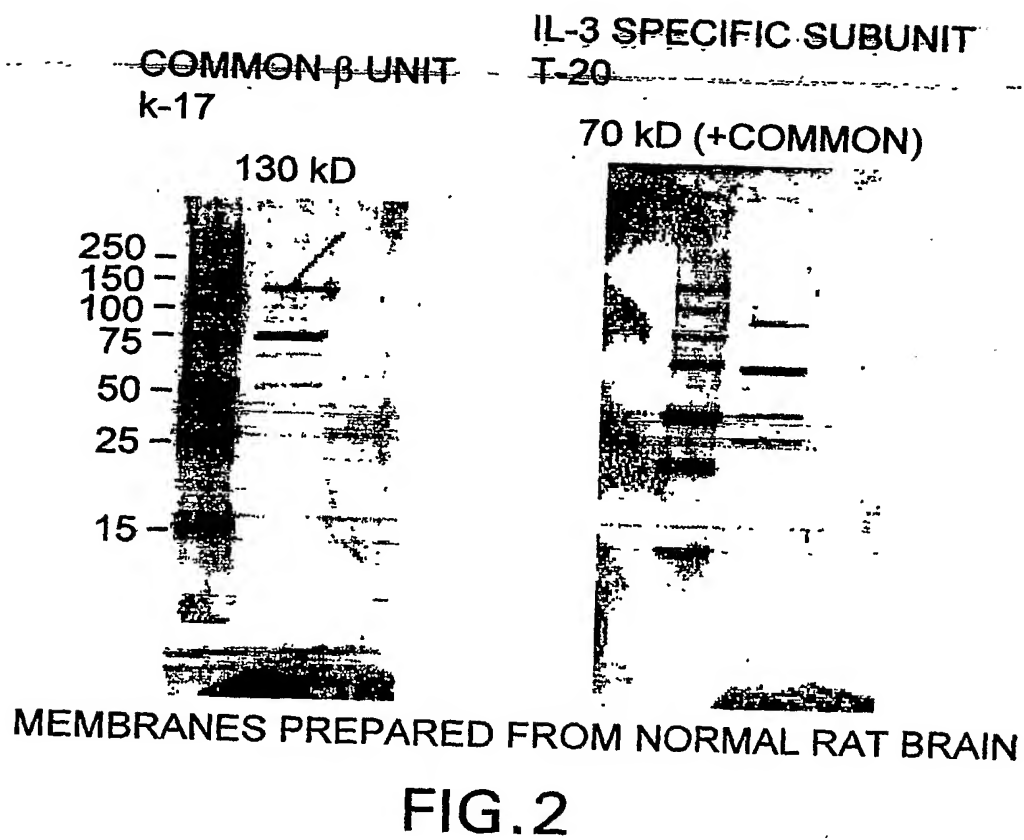 COMMON β UNIT
k-17
130 kD
250
150
100
75
50
25
15
IL-3 SPECIFIC SUBUNIT
T-20
70 kD (+COMMON)
MEMBRANES PREPARED FROM NORMAL RAT BRAIN
FIG.2